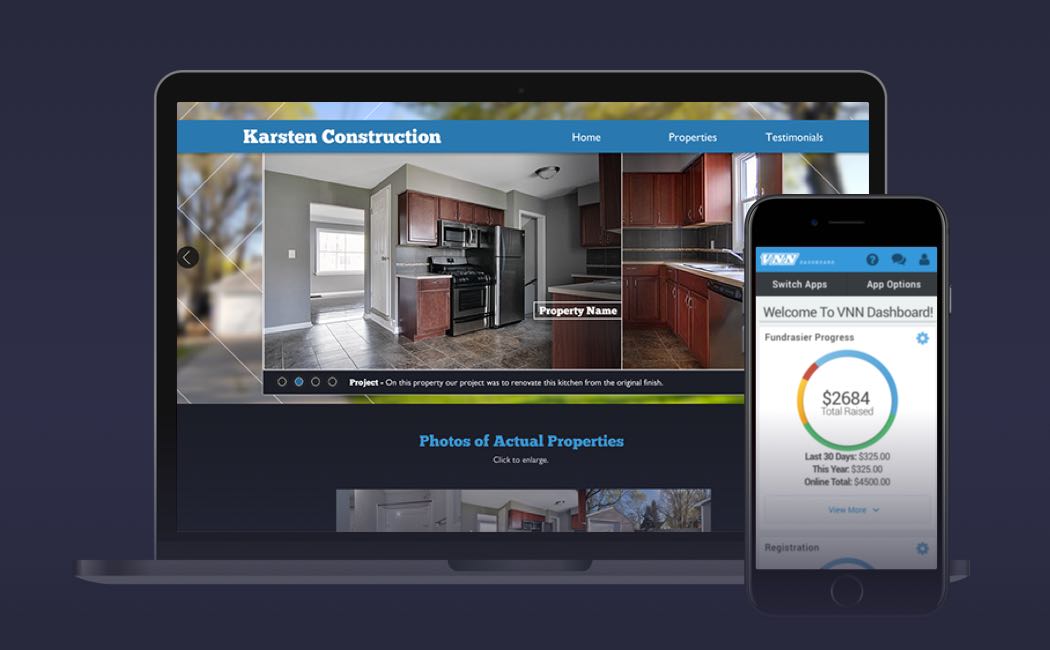 Karsten Construction
Home Properties Testimonials
Property Name
Project - On this property our project was to renovate this kitchen from the original finish.
Photos of Actual Properties
Click to enlarge.
VNN DASHBOARD
Switch Apps App Options
Welcome To VNN Dashboard!
Fundrasier Progress
$2684
Total Raised
Last 30 Days: $325.00
This Year: $325.00
Online Total: $4500.00
View More
Registration